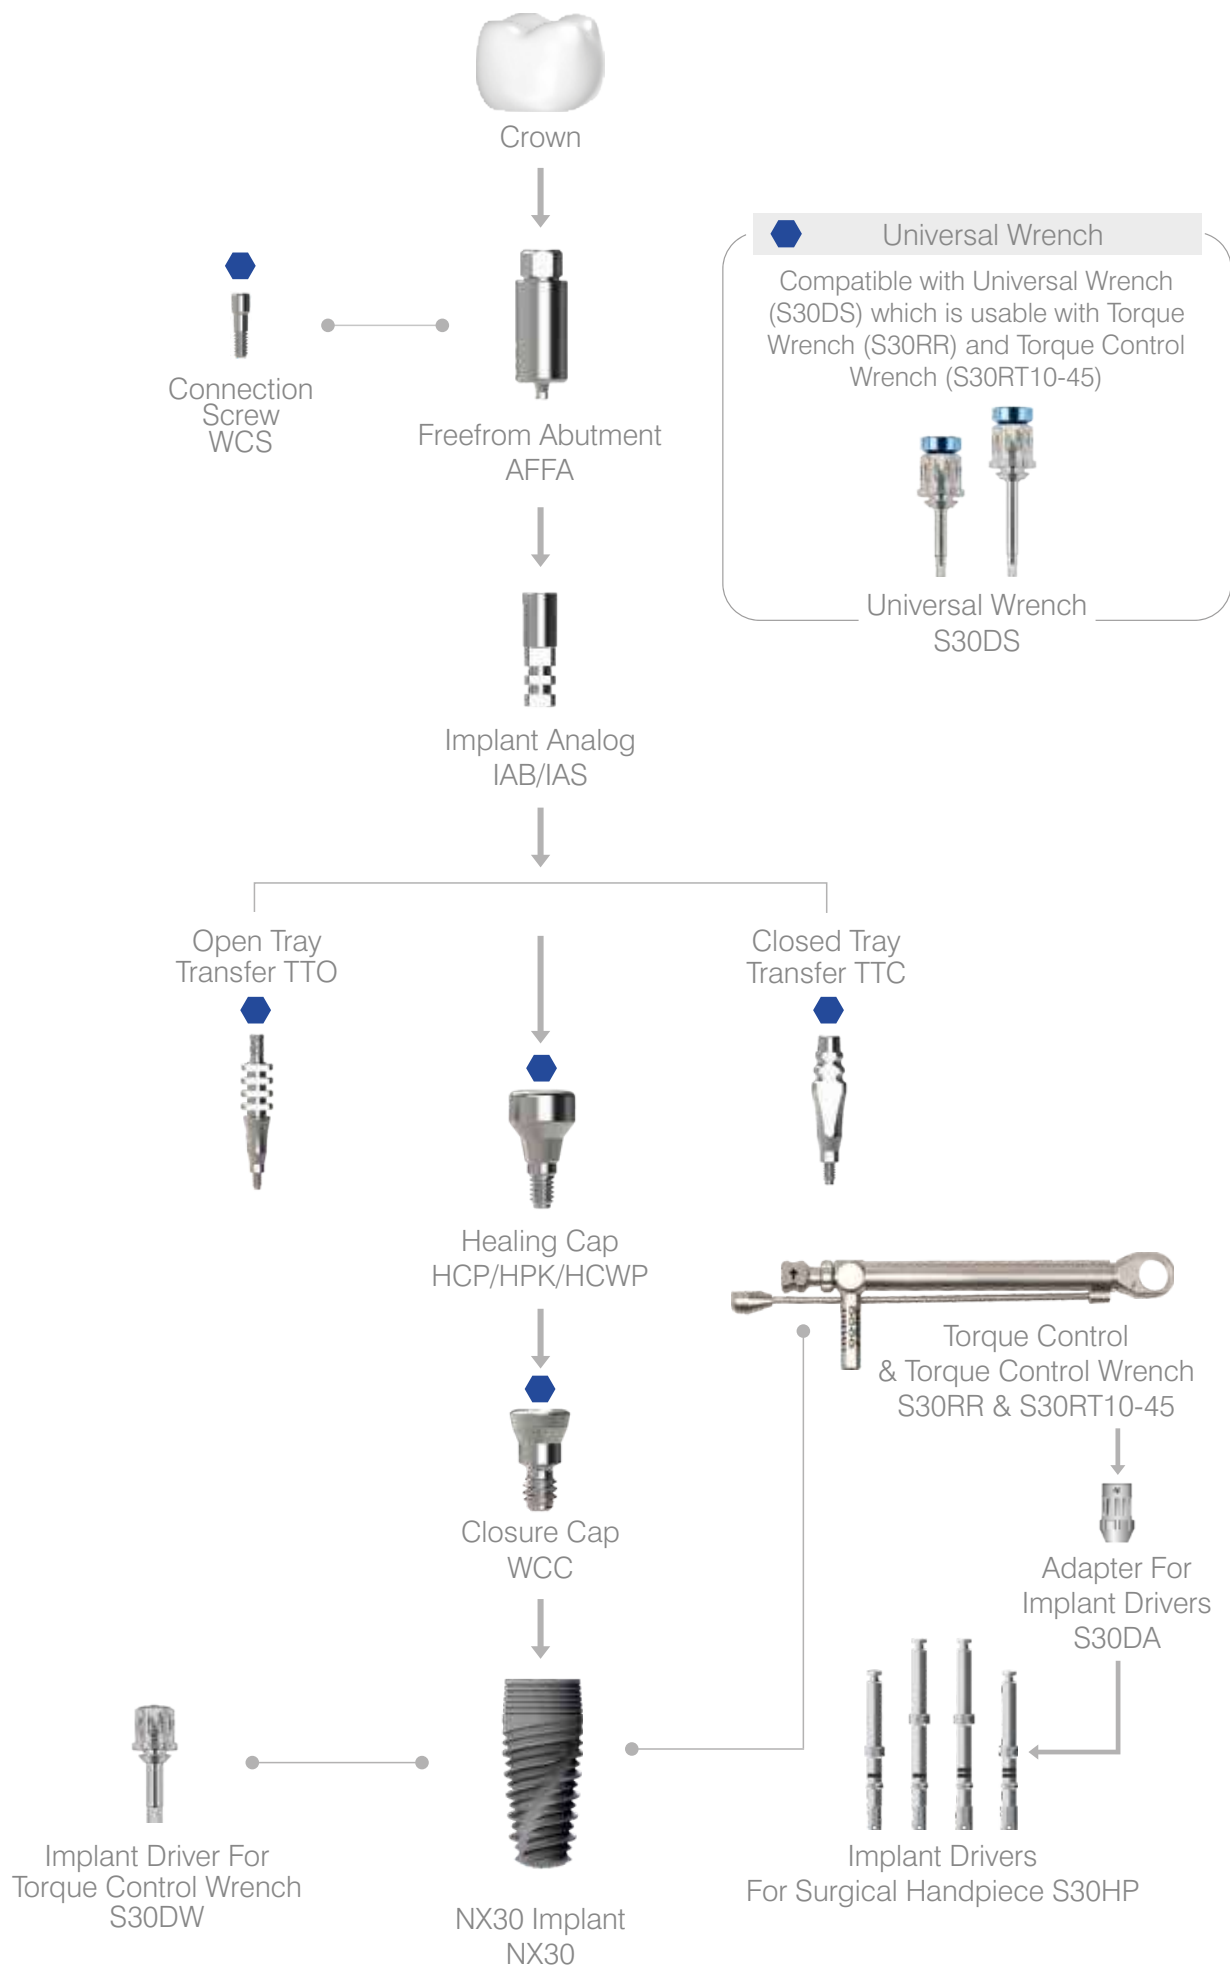 Crown
Universal Wrench
Compatible with Universal Wrench
(S30DS) which is usable with Torque
Wrench (S30RR) and Torque Control
Wrench (S30RT10-45)
Connection
Screw
WCS
Freefrom Abutment
AFFA
Universal Wrench
S30DS
Implant Analog
IAB/IAS
Open Tray
Transfer TTO
Closed Tray
Transfer TTC
Healing Cap
HCP/HPK/HCWP
Torque Control
& Torque Control Wrench
S30RR & S30RT10-45
Closure Cap
WCC
Adapter For
Implant Drivers
S30DA
Implant Driver For
Torque Control Wrench
S30DW
Implant Drivers
For Surgical Handpiece S30HP
NX30 Implant
NX30